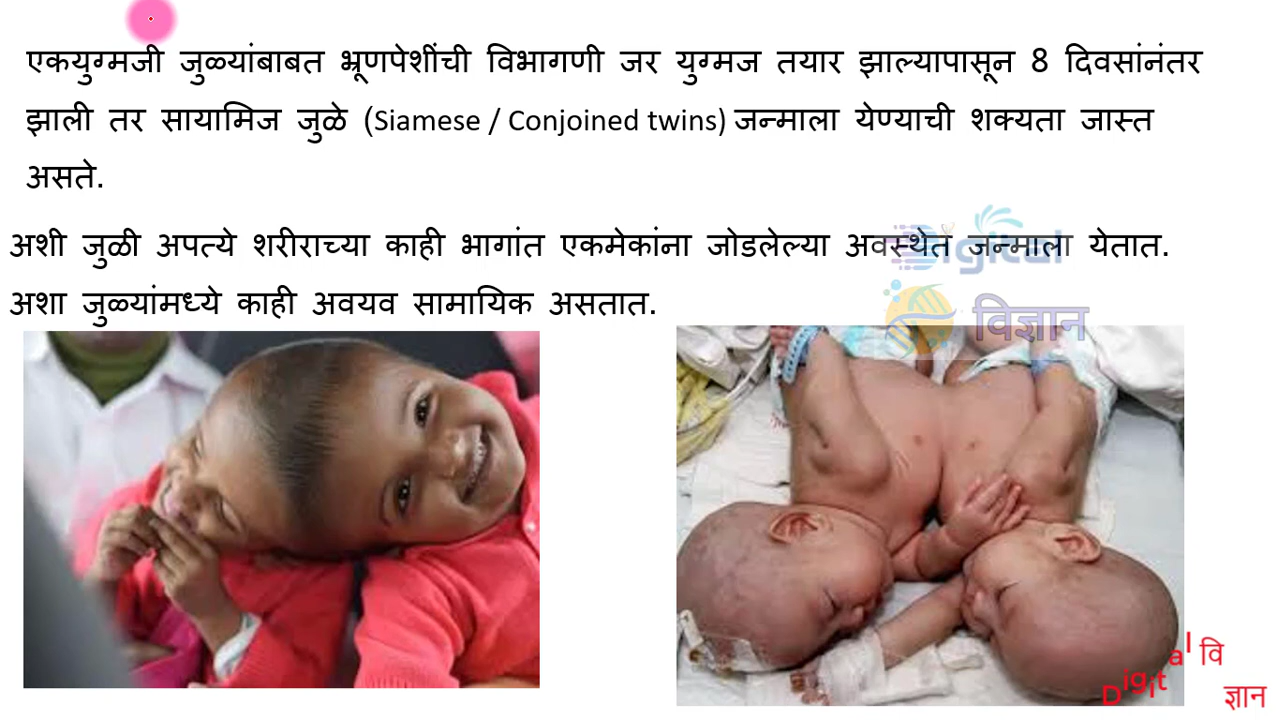 एकयुग्मजी जुळ्यांबाबत भ्रूणपेशींची विभागणी जर युग्मज तयार झाल्यापासून 8 दिवसांनंतर
झाली तर सायामिज जुळे (Siamese / Conjoined twins) जन्माला येण्याची शक्यता जास्त
असते.
अशी जुळी अपत्ये शरीराच्या काही भागांत एकमेकांना जोडलेल्या अवस्थेत जन्माला येतात.
अशा जुळ्यांमध्ये काही अवयव सामायिक असतात.
Digital
विज्ञान
Digital वि
ज्ञान